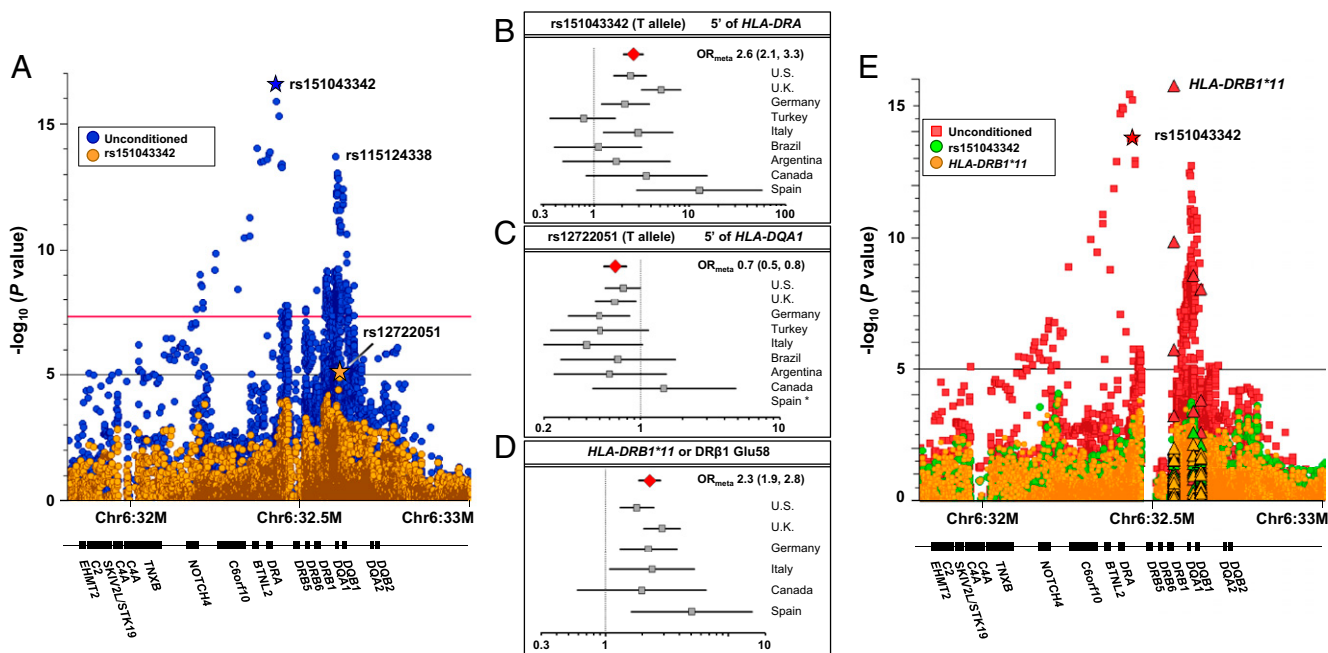 A
-log10 (P value)
15
10
5
0
rs151043342
Unconditioned
rs151043342
rs115124338
rs12722051
Chr6:32M
Chr6:32.5M
Chr6:33M
EHMT2
C2
SKIV2L/STK19
C4A
C4A
TNXB
NOTCH4
C6orf10
BTNL2
DRA
DRB5
DRB6
DRB1
DQA1
DQB1
DQA2
DQB2
B
rs151043342 (T allele) 5' of HLA-DRA
ORmeta 2.6 (2.1, 3.3)
U.S.
U.K.
Germany
Turkey
Italy
Brazil
Argentina
Canada
Spain
0.3 1 10 100
C
rs12722051 (T allele) 5' of HLA-DQA1
ORmeta 0.7 (0.5, 0.8)
U.S.
U.K.
Germany
Turkey
Italy
Brazil
Argentina
Canada
Spain *
0.2 1 10
D
HLA-DRB1*11 or DRβ1 Glu58
ORmeta 2.3 (1.9, 2.8)
U.S.
U.K.
Germany
Italy
Canada
Spain
0.3 1 10
E
-log10 (P value)
15
10
5
0
HLA-DRB1*11
rs151043342
Unconditioned
rs151043342
HLA-DRB1*11
Chr6:32M
Chr6:32.5M
Chr6:33M
EHMT2
C2
SKIV2L/STK19
C4A
C4A
TNXB
NOTCH4
C6orf10
BTNL2
DRA
DRB5
DRB6
DRB1
DQA1
DQB1
DQA2
DQB2